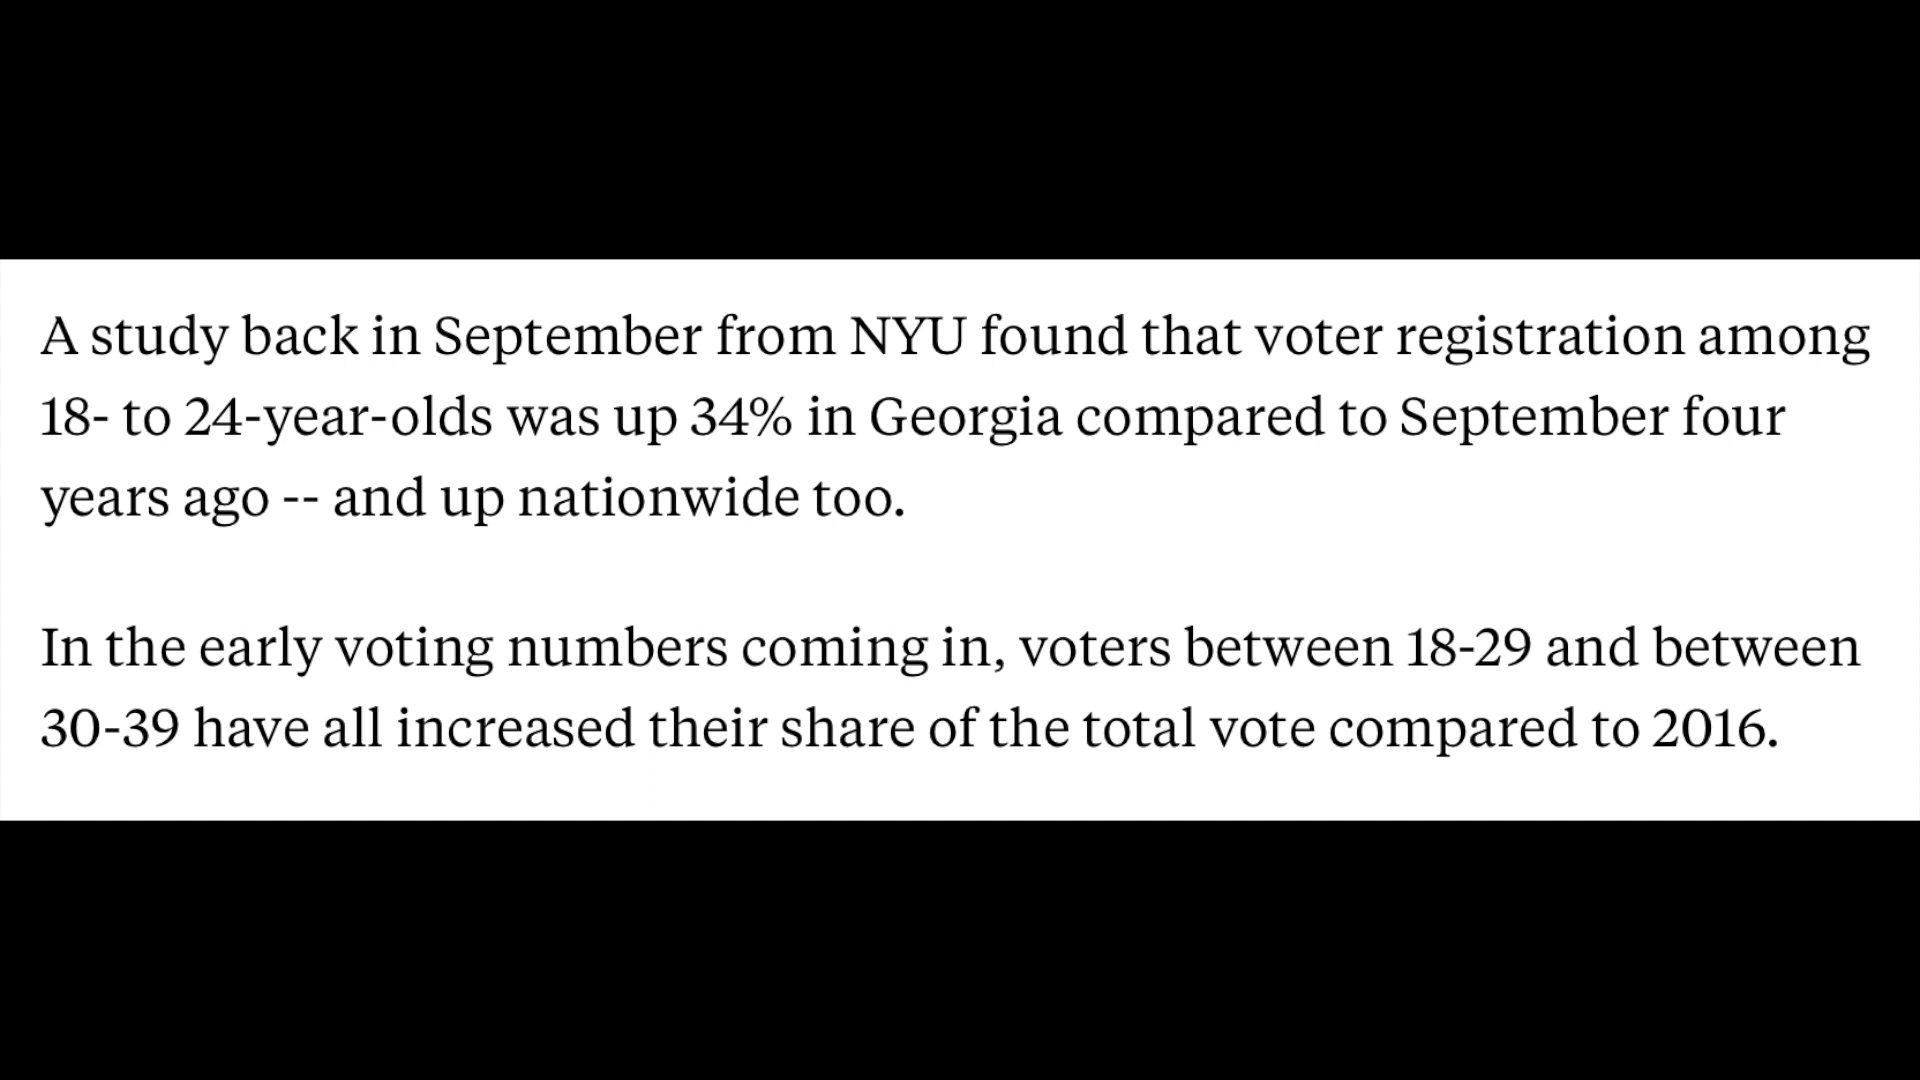 A study back in September from NYU found that voter registration among
18- to 24-year-olds was up 34% in Georgia compared to September four
years ago -- and up nationwide too.
In the early voting numbers coming in, voters between 18-29 and between
30-39 have all increased their share of the total vote compared to 2016.